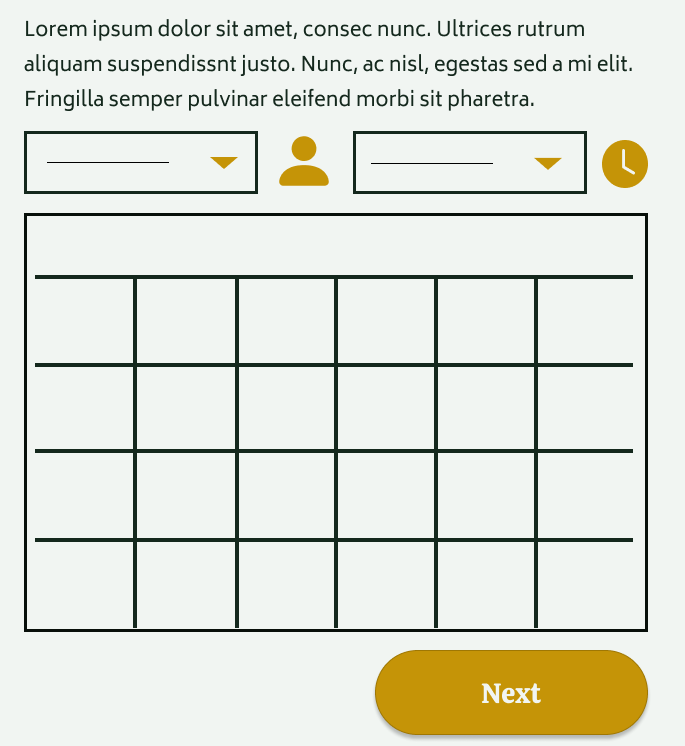 Lorem ipsum dolor sit amet, consec nunc. Ultrices rutrum
aliquam suspendissnt justo. Nunc, ac nisl, egestas sed a mi elit.
Fringilla semper pulvinar eleifend morbi sit pharetra.
Next